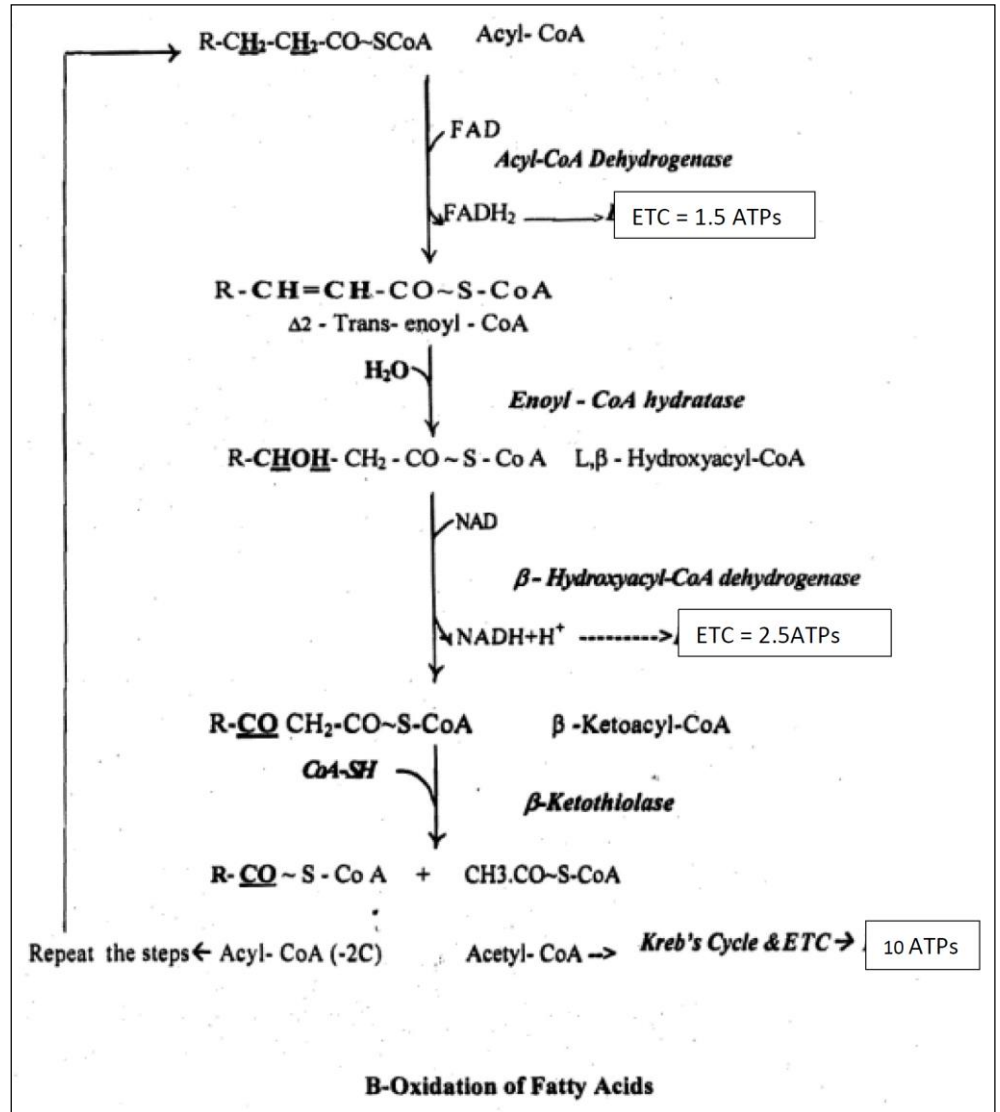 R-CH₂-CH₂-CO~SCoA Acyl- CoA
FAD
Acyl-CoA Dehydrogenase
FADH₂ ETC = 1.5 ATPs
R-CH=CH-CO~S-CoA
Δ2 - Trans- enoyl - CoA
H₂O
Enoyl - CoA hydratase
R-CHOH- CH₂ - CO ~ S - Co A L,β - Hydroxyacyl-CoA
NAD
β- Hydroxyacyl-CoA dehydrogenase
NADH+H⁺ ---------> ETC = 2.5ATPs
R-CO CH₂-CO~S-CoA β -Ketoacyl-CoA
CoA-SH
β-Ketothiolase
R- CO ~ S - Co A + CH3.CO~S-CoA
Repeat the steps← Acyl- CoA (-2C) Acetyl- CoA --> Kreb's Cycle & ETC → 10 ATPs
B-Oxidation of Fatty Acids